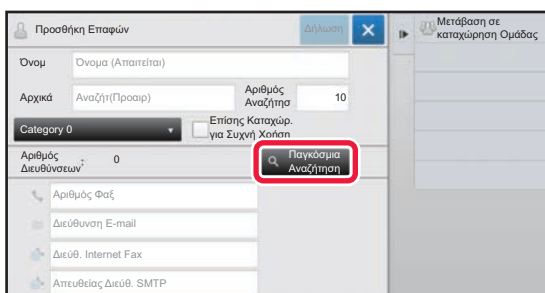 Προσθήκη Επαφών
Δήλωση
Μετάβαση σε
καταχώρηση Ομάδας
Όνομ
Όνομα (Απαιτείται)
Αρχικά
Αναζήτ(Προαιρ)
Αριθμός
Αναζήτησ
10
Category 0
Επίσης Καταχώρ.
για Συχνή Χρήση
Αριθμός
Διευθύνσεων :
0
Παγκόσμια
Αναζήτηση
Αριθμός Φαξ
Διεύθυνση E-mail
Διεύθ. Internet Fax
Απευθείας Διεύθ. SMTP